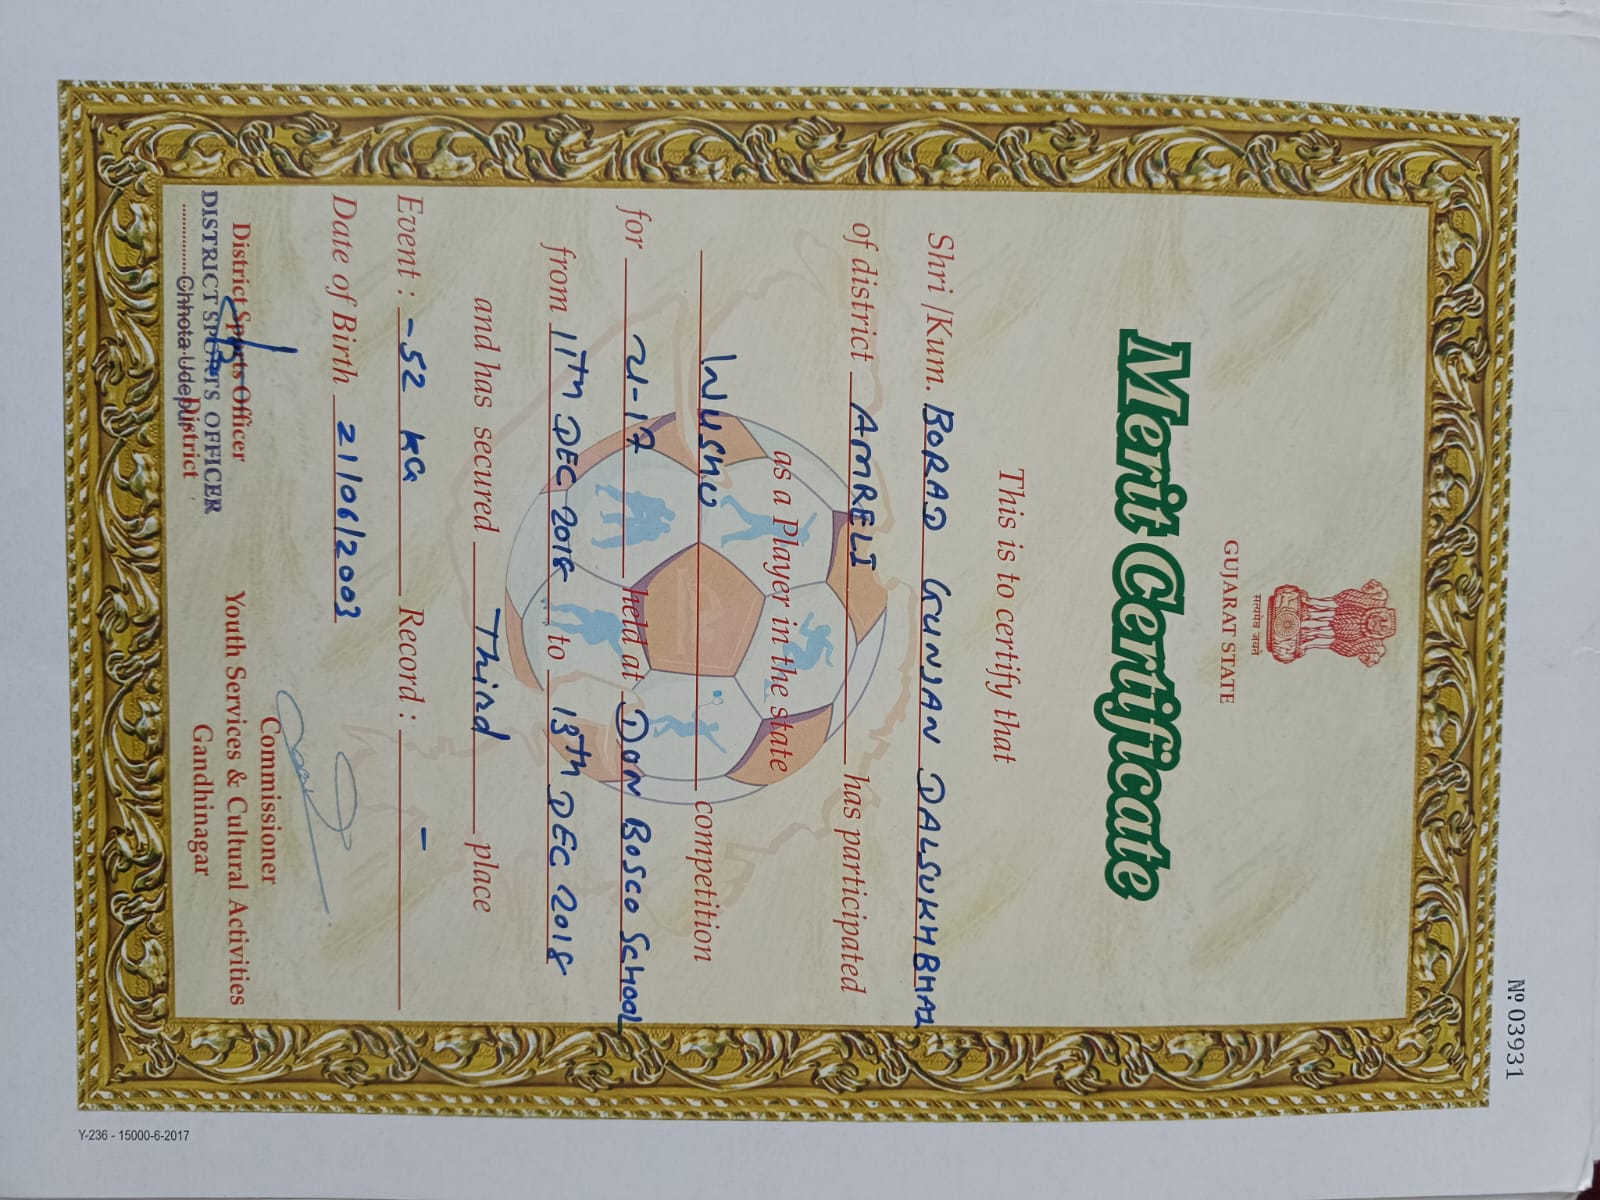 № 03931
सत्यमेव जयते
GUJARAT STATE
Merit Certificate
This is to certify that
Shri /Kum. BORAD GUNJAN DALSUKHBHAI
of district AMRELI has participated
as a Player in the state
WUSHU competition
for 21-17 held at DON BOSCO SCHOOL
from 11th DEC 2018 to 13th DEC 2018
and has secured Third place
Event : -52 KG Record : -
Date of Birth 21/06/2003
Commissioner
District Sports Officer Youth Services & Cultural Activities
DISTRICT SPORTS OFFICER Gandhinagar
Chhota Udepur District
Y-236 - 15000-6-2017